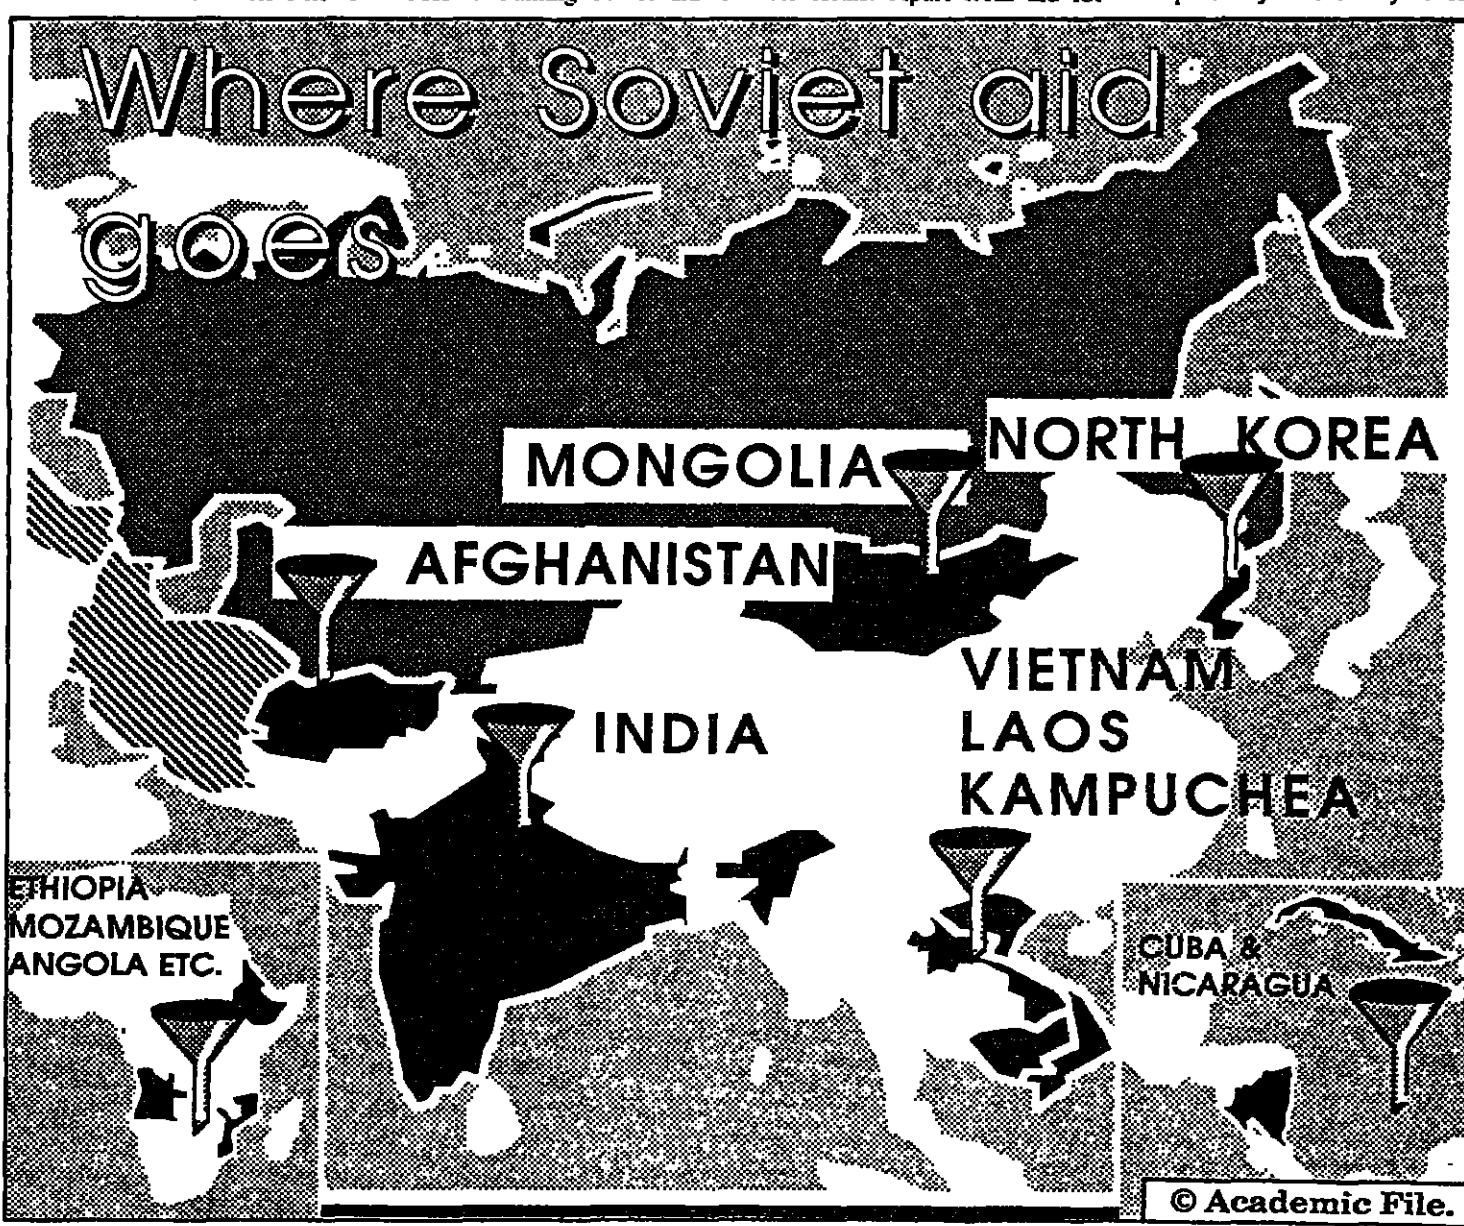 Where Soviet aid
goes
NORTH KOREA
MONGOLIA
AFGHANISTAN
VIETNAM
LAOS
KAMPUCHEA
INDIA
ETHIOPIA
MOZAMBIQUE
ANGOLA ETC.
CUBA &
NICARAGUA
© Academic File.